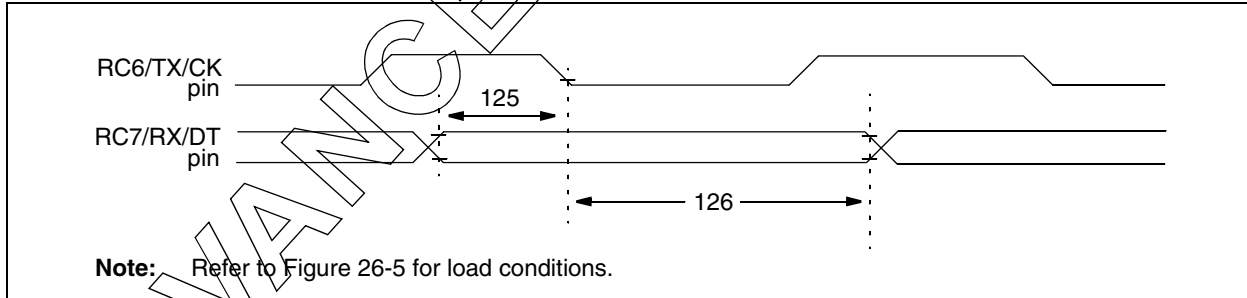 RC6/TX/CK
pin
125
RC7/RX/DT
pin
126
Note: Refer to Figure 26-5 for load conditions.
VANCE